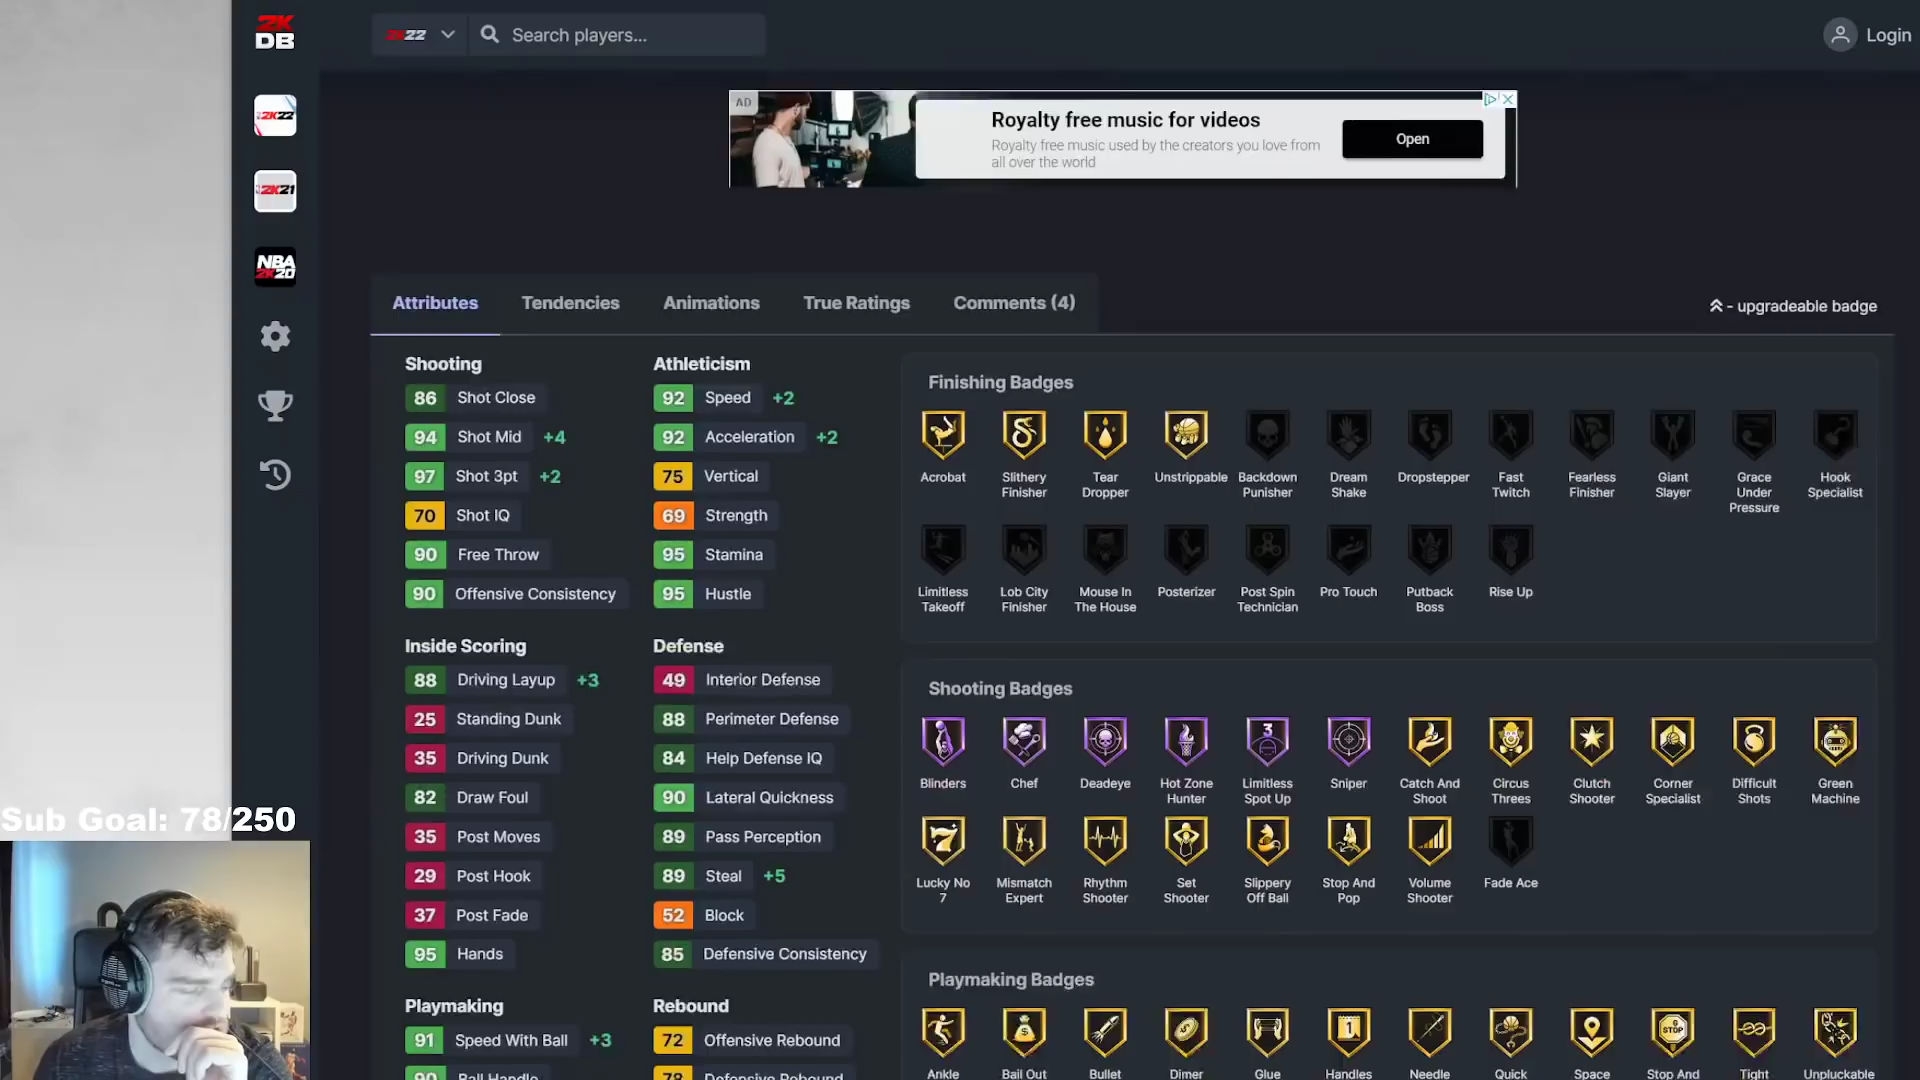 2K
DB
2K22
Search players...
Login
2K22
2K21
NBA
2K20
AD
Royalty free music for videos
Royalty free music used by the creators you love from
all over the world
Open
Attributes
Tendencies
Animations
True Ratings
Comments (4)
- upgradeable badge
Shooting
86 Shot Close
94 Shot Mid +4
97 Shot 3pt +2
70 Shot IQ
90 Free Throw
90 Offensive Consistency
Athleticism
92 Speed +2
92 Acceleration +2
75 Vertical
69 Strength
95 Stamina
95 Hustle
Inside Scoring
88 Driving Layup +3
25 Standing Dunk
35 Driving Dunk
82 Draw Foul
35 Post Moves
29 Post Hook
37 Post Fade
95 Hands
Defense
49 Interior Defense
88 Perimeter Defense
84 Help Defense IQ
90 Lateral Quickness
89 Pass Perception
89 Steal +5
52 Block
85 Defensive Consistency
Playmaking
91 Speed With Ball +3
90 Ball Handle
Rebound
72 Offensive Rebound
78 Defensive Rebound
Finishing Badges
Acrobat
Slithery
Finisher
Tear
Dropper
Unstrippable
Backdown
Punisher
Dream
Shake
Dropstepper
Fast
Twitch
Fearless
Finisher
Giant
Slayer
Grace
Under
Pressure
Hook
Specialist
Limitless
Takeoff
Lob City
Finisher
Mouse In
The House
Posterizer
Post Spin
Technician
Pro Touch
Putback
Boss
Rise Up
Shooting Badges
3
Blinders
Chef
Deadeye
Hot Zone
Hunter
Limitless
Spot Up
Sniper
Catch And
Shoot
Circus
Threes
Clutch
Shooter
Corner
Specialist
Difficult
Shots
Green
Machine
Lucky No
7
Mismatch
Expert
Rhythm
Shooter
Set
Shooter
Slippery
Off Ball
Stop And
Pop
Volume
Shooter
Fade Ace
Playmaking Badges
1
STOP
Ankle
Bail Out
Bullet
Dimer
Glue
Handles
Needle
Quick
Space
Stop And
Tight
Unpluckable
Sub Goal: 78/250